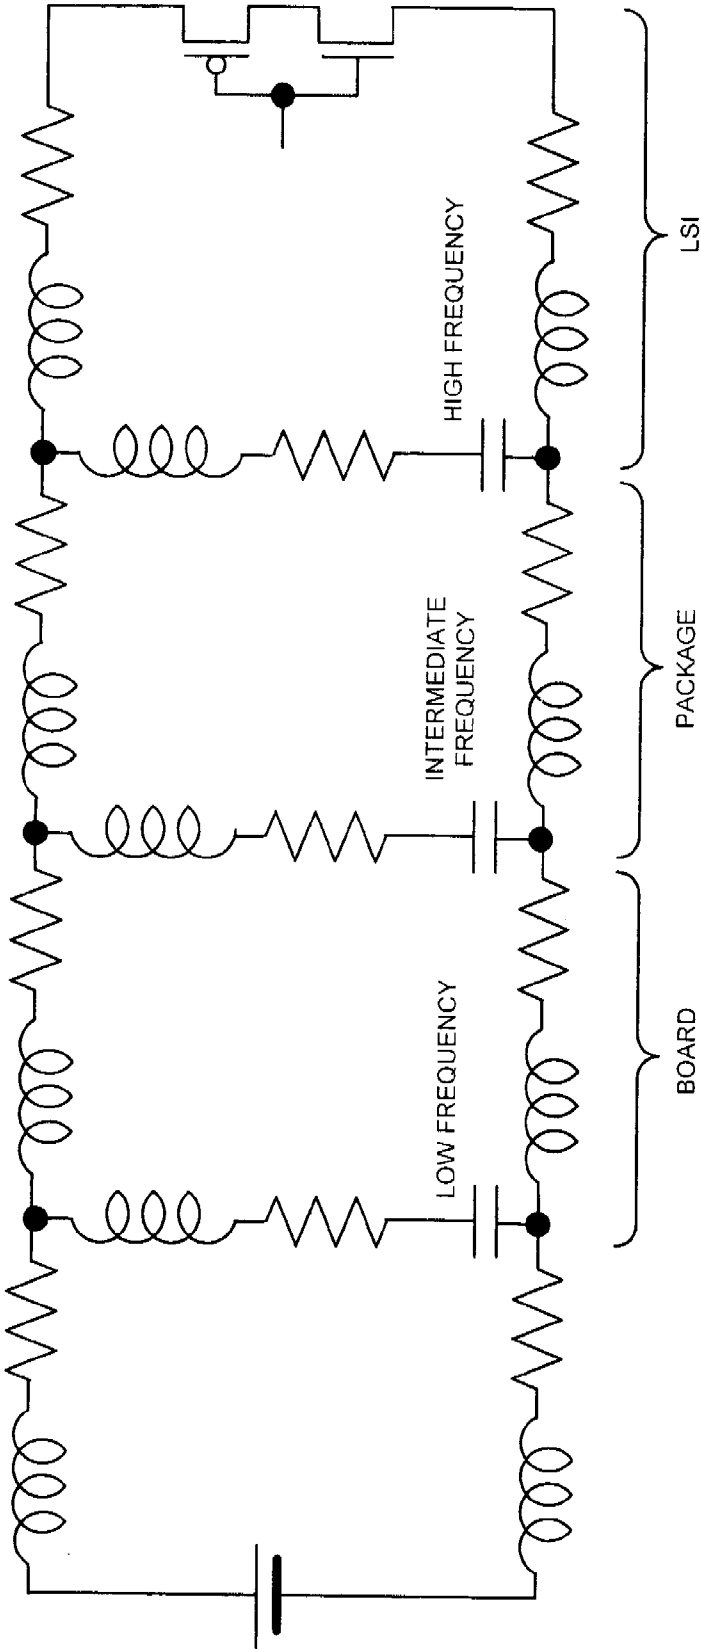 LOW FREQUENCY
INTERMEDIATE
FREQUENCY
HIGH FREQUENCY
BOARD
PACKAGE
LSI